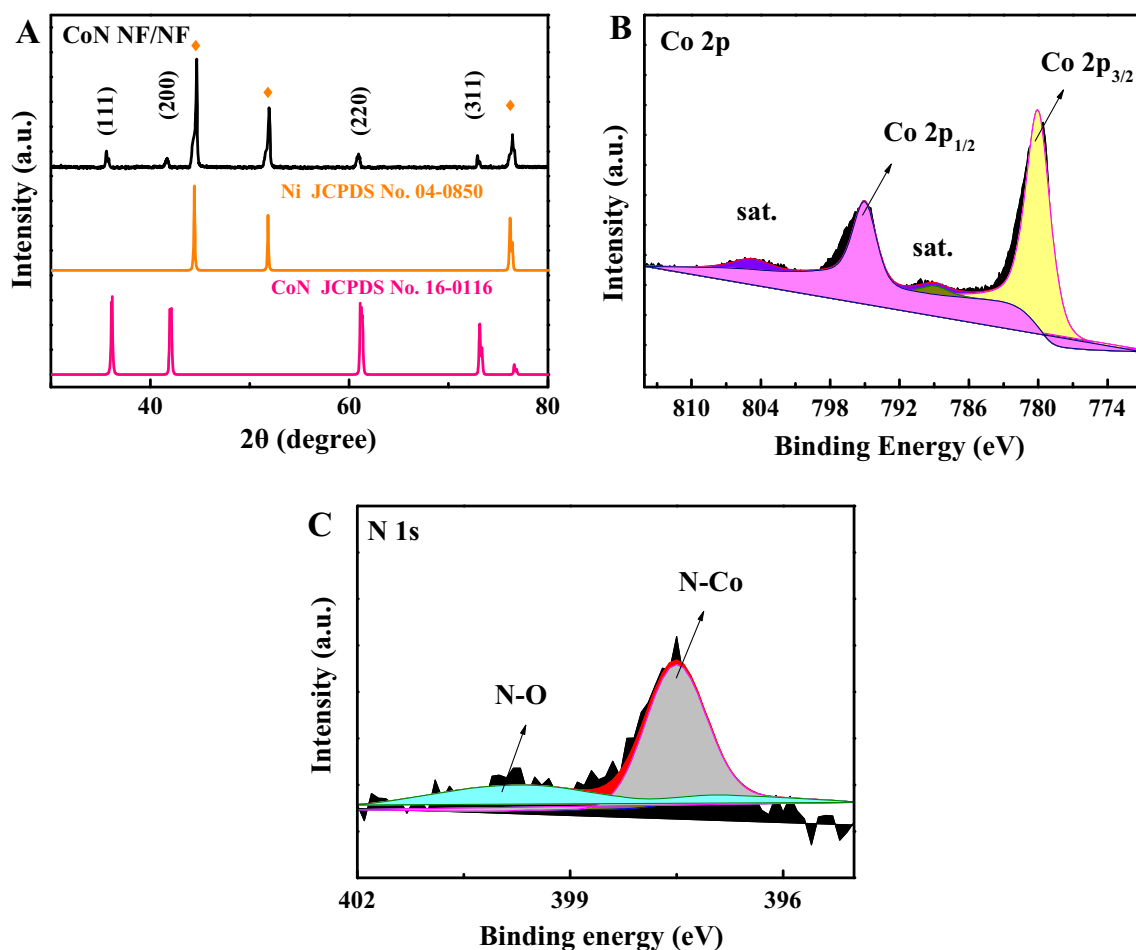 A
CoN NF/NF
(111)
(200)
(220)
(311)
Ni JCPDS No. 04-0850
CoN JCPDS No. 16-0116
Intensity (a.u.)
40
60
80
2θ (degree)
B
Co 2p
Co 2p3/2
Co 2p1/2
sat.
sat.
Intensity (a.u.)
810
804
798
792
786
780
774
Binding Energy (eV)
C
N 1s
N-Co
N-O
Intensity (a.u.)
402
399
396
Binding energy (eV)